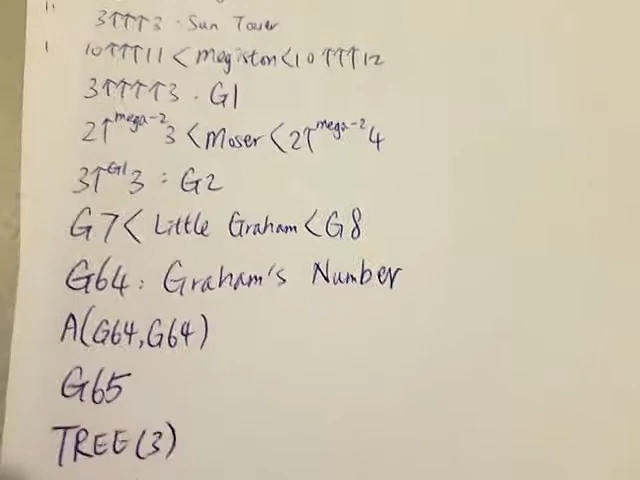 3↑↑↑3 · Sun Tower
10↑↑↑11 < megiston < 10↑↑↑12
3↑↑↑↑3 · G1
2↑^mega-2 3 < Moser < 2↑^mega-2 4
3↑^G1 3 : G2
G7 < Little Graham < G8
G64 : Graham's Number
A(G64,G64)
G65
TREE(3)